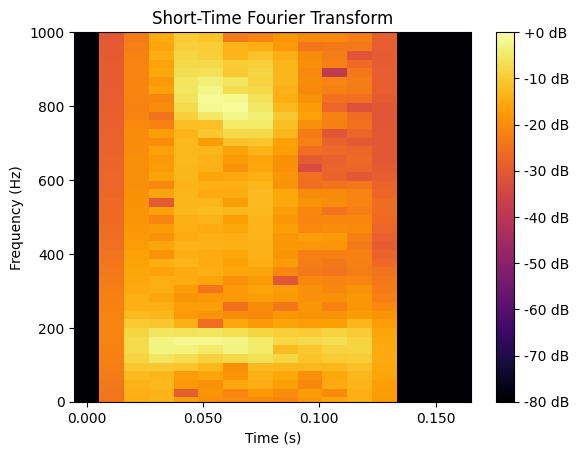 Short-Time Fourier Transform
Frequency (Hz)
1000
800
600
400
200
0
0.000
0.050
0.100
0.150
Time (s)
+0 dB
-10 dB
-20 dB
-30 dB
-40 dB
-50 dB
-60 dB
-70 dB
-80 dB